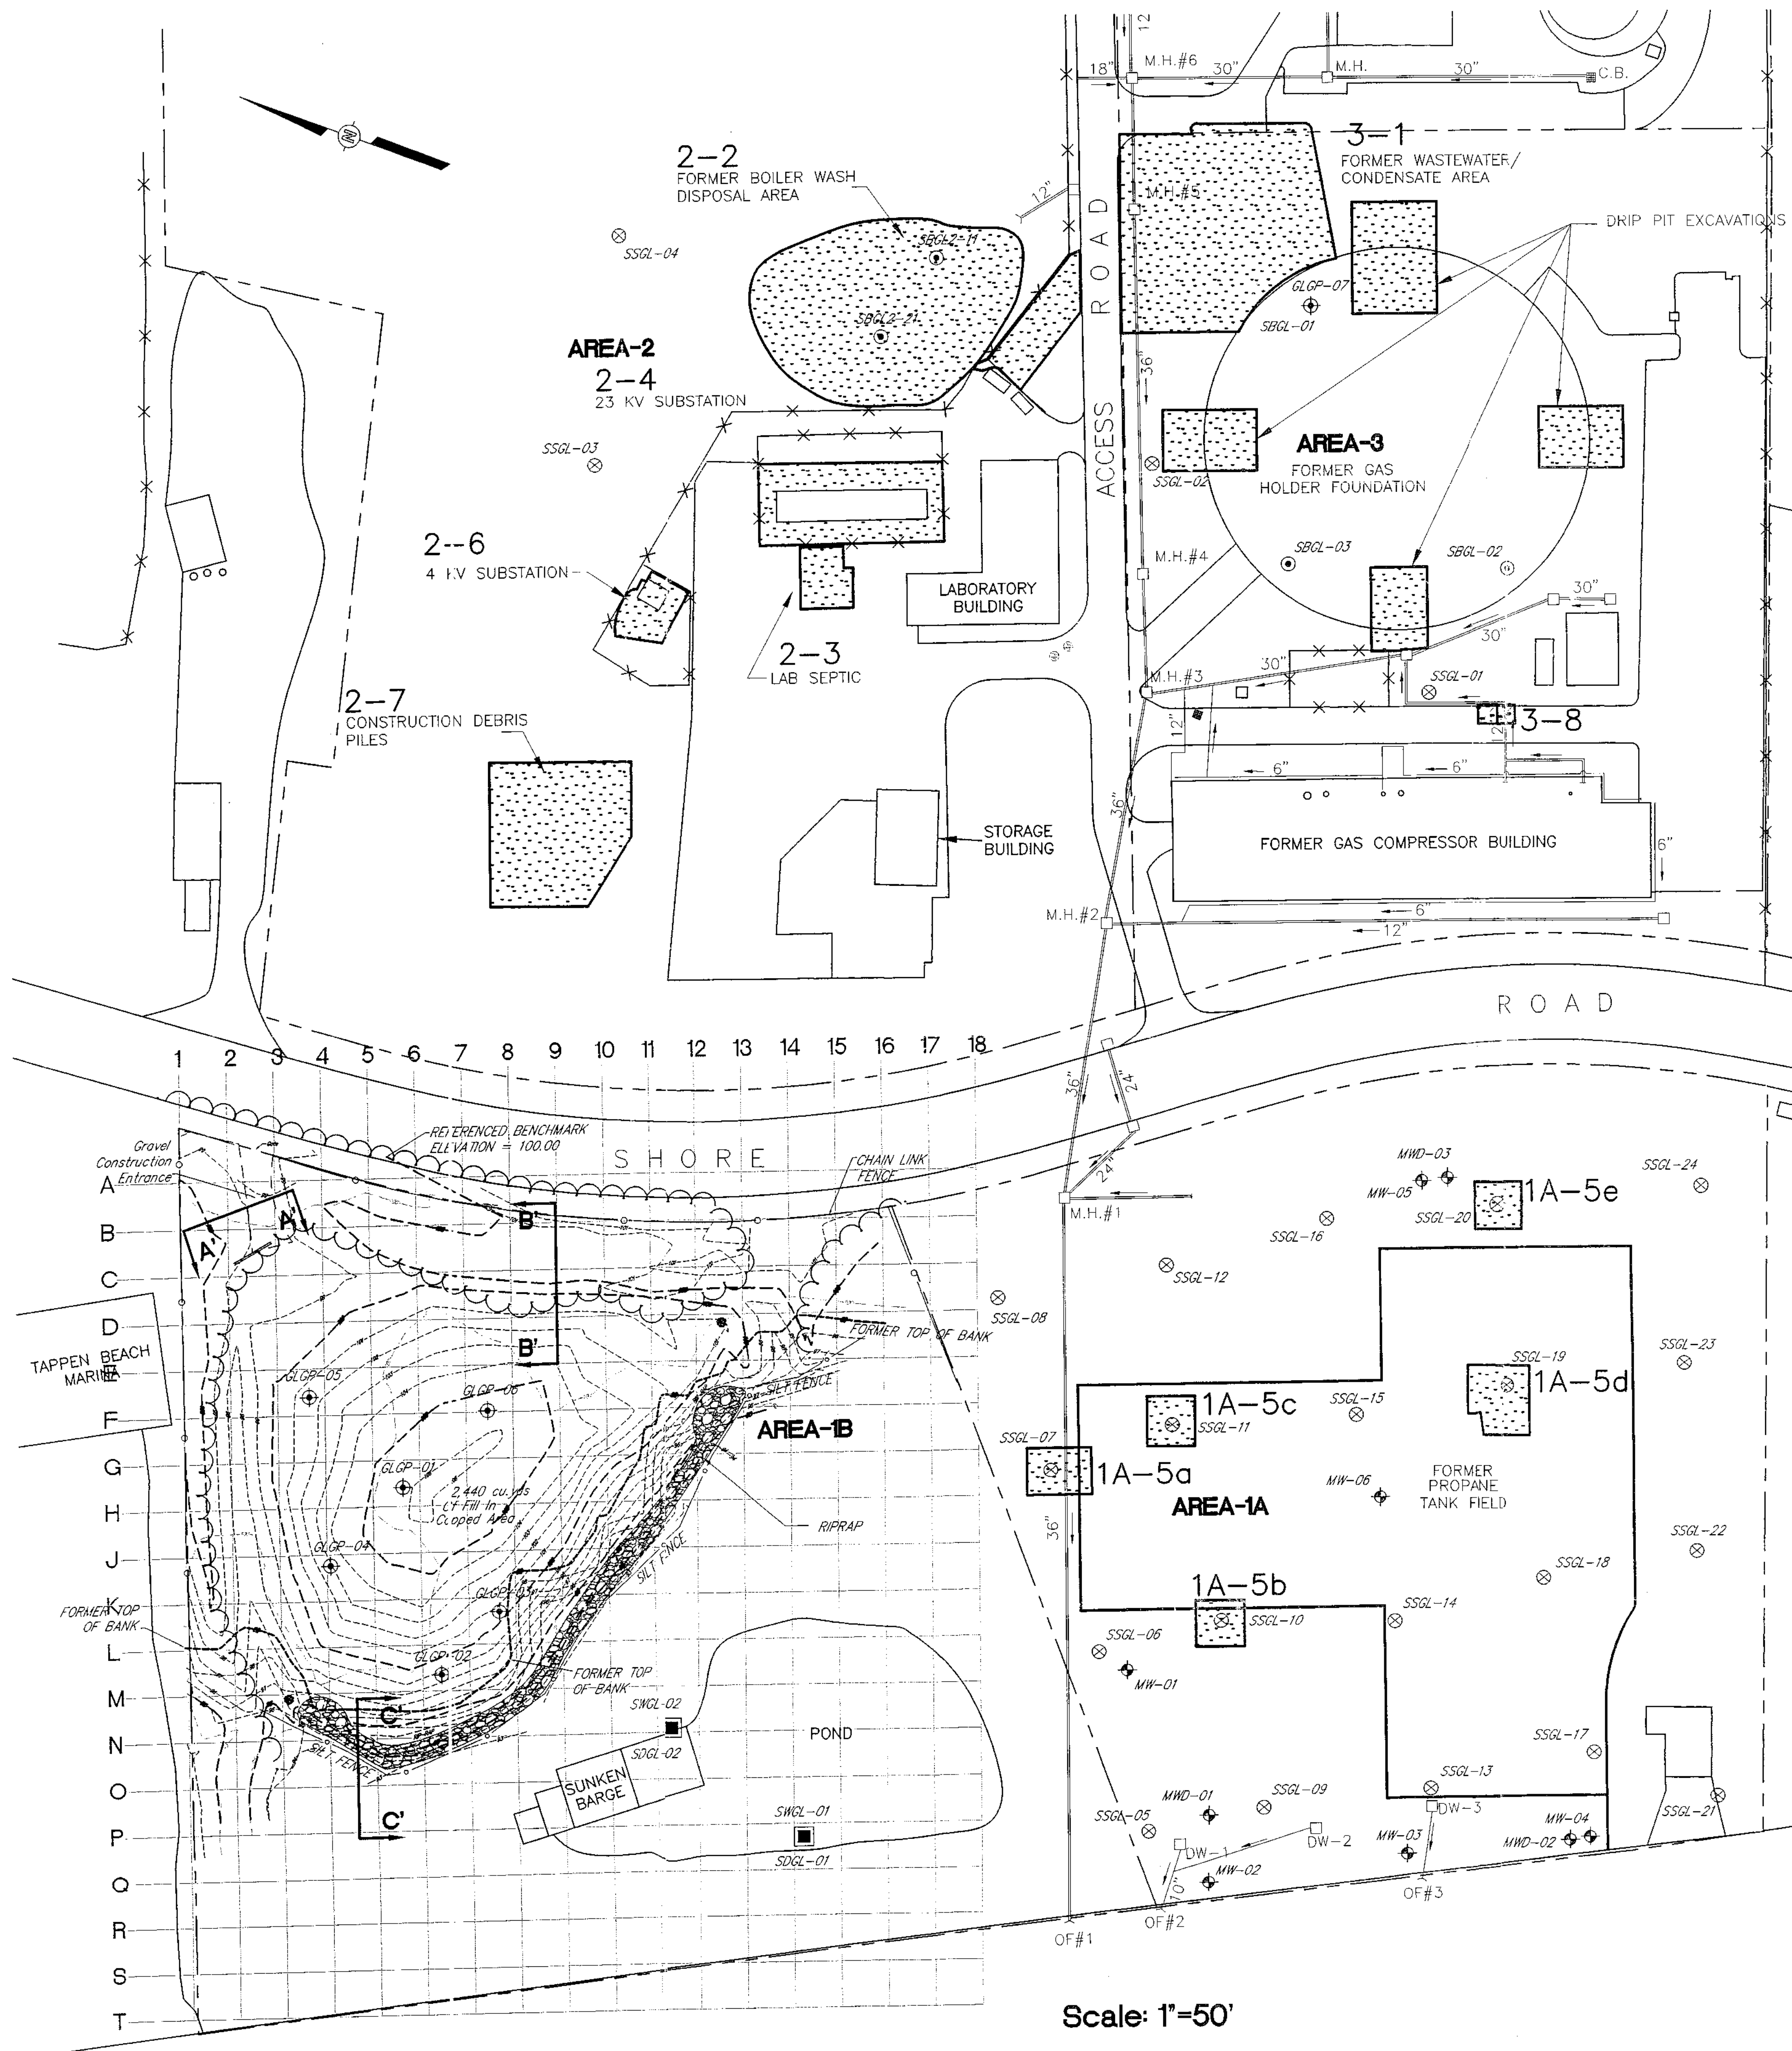 12"
18"
M.H.#6
30"
M.H.
30"
C.B.
N
2-2
FORMER BOILER WASH
DISPOSAL AREA
3-1
FORMER WASTEWATER/
CONDENSATE AREA
12"
M.H.#5
DRIP PIT EXCAVATIONS
SSGL-04
SBGL2-11
GLGP-07
SBGL-01
SBGL2-21
ACCESS ROAD
36"
AREA-2
2-4
23 KV SUBSTATION
SSGL-03
SSGL-02
AREA-3
FORMER GAS
HOLDER FOUNDATION
2--6
4 KV SUBSTATION
M.H.#4
SBGL-03
SBGL-02
LABORATORY
BUILDING
30"
30"
2-3
LAB SEPTIC
M.H.#3
30"
SSGL-01
2-7
CONSTRUCTION DEBRIS
PILES
12"
3-8
12"
6"
6"
36"
STORAGE
BUILDING
FORMER GAS COMPRESSOR BUILDING
6"
M.H.#2
6"
12"
ROAD
1 2 3 4 5 6 7 8 9 10 11 12 13 14 15 16 17 18
36"
24"
Gravel
Construction
Entrance
REFERENCED BENCHMARK
ELEVATION = 100.00
SHORE
CHAIN LINK
FENCE
24"
M.H.#1
MWD-03
MW-05
SSGL-24
1A-5e
SSGL-20
SSGL-16
SSGL-12
A
B
C
D
E
F
G
H
J
K
L
M
N
O
P
Q
R
S
T
A'
A'
B'
B'
SSGL-08
FORMER TOP OF BANK
TAPPEN BEACH
MARINA
GLGP-05
GLGP-06
SILT FENCE
AREA-1B
SSGL-23
SSGL-19
1A-5d
1A-5c
SSGL-15
SSGL-11
SSGL-07
1A-5a
GLGP-01
2,440 cu.yds
Of Fill In
Capped Area
RIPRAP
SILT FENCE
AREA-1A
MW-06
FORMER
PROPANE
TANK FIELD
36"
GLGP-04
SSGL-22
SSGL-18
GLGP-03
1A-5b
SSGL-10
SSGL-14
FORMER TOP
OF BANK
GLGP-02
FORMER TOP
OF BANK
SSGL-06
MW-01
C'
SWGL-02
SDGL-02
POND
SILT FENCE
SUNKEN
BARGE
SSGL-17
C'
SWGL-01
SDGL-01
SSGL-05
MWD-01
SSGL-09
SSGL-13
DW-3
SSGL-21
DW-1
DW-2
MW-03
MW-04
MWD-02
10"
MW-02
OF#1
OF#2
OF#3
Scale: 1"=50'